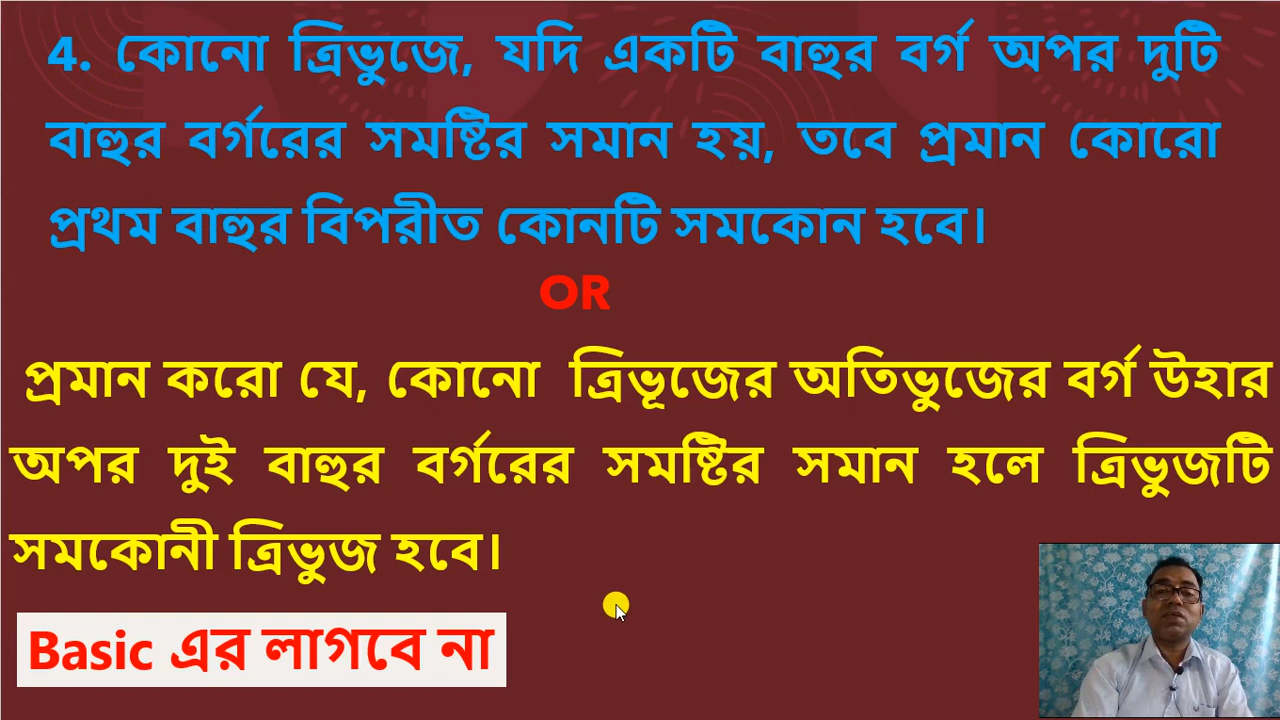 4. কোনো ত্রিভুজে, যদি একটি বাহুর বর্গ অপর দুটি
বাহুর বর্গরের সমষ্টির সমান হয়, তবে প্রমান কোরো
প্রথম বাহুর বিপরীত কোনটি সমকোন হবে।
OR
প্রমান করো যে, কোনো ত্রিভূজের অতিভুজের বর্গ উহার
অপর দুই বাহুর বর্গরের সমষ্টির সমান হলে ত্রিভুজটি
সমকোনী ত্রিভুজ হবে।
Basic এর লাগবে না